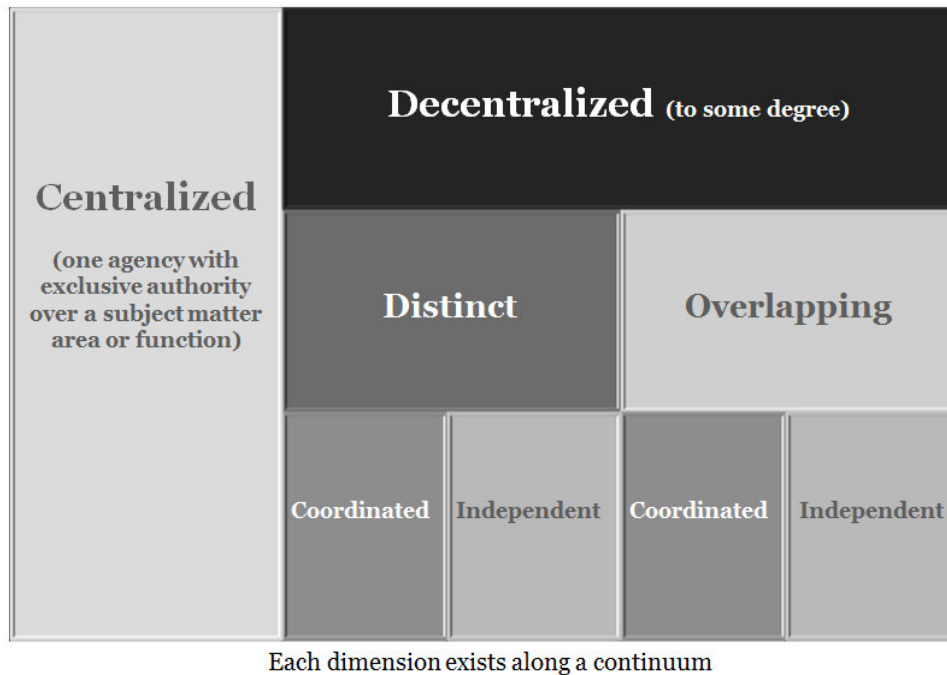 Decentralized (to some degree)
Centralized
(one agency with
exclusive authority
over a subject matter
area or function)
Distinct
Overlapping
Coordinated
Independent
Coordinated
Independent
Each dimension exists along a continuum